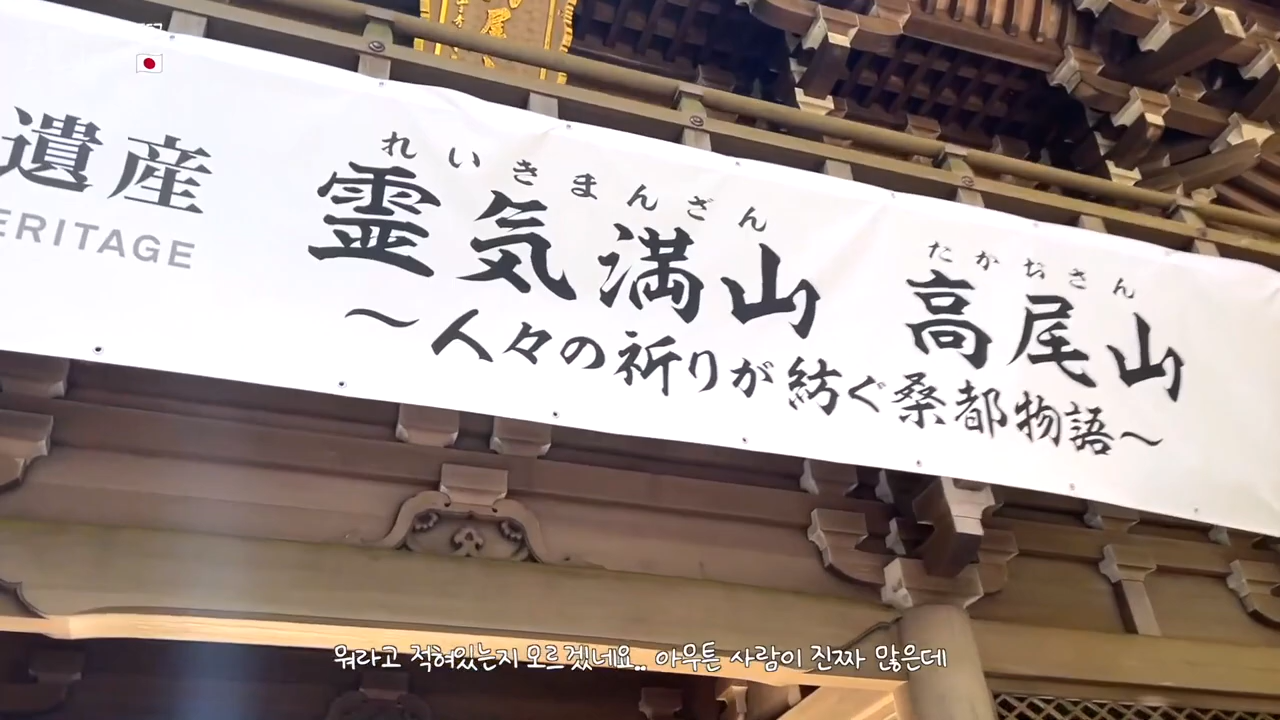 遺産
ERITAGE
れいきまんざん
霊気満山
たかおさん
高尾山
～人々の祈りが紡ぐ桑都物語～
뭐라고 적혀있는지 모르겠네요.. 아무튼 사람이 진짜 많은데